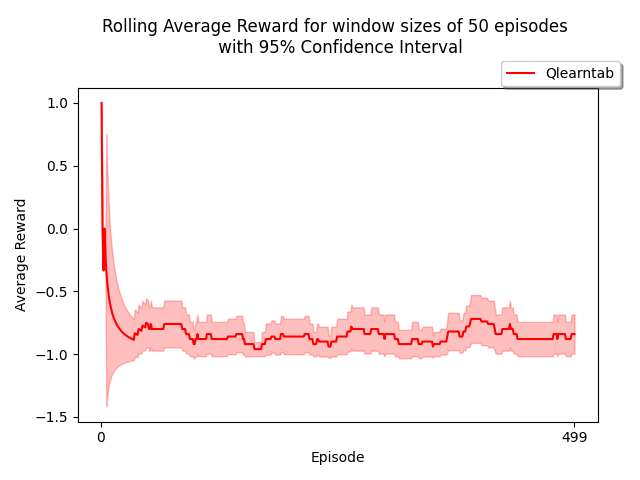 Rolling Average Reward for window sizes of 50 episodes
with 95% Confidence Interval
Qlearntab
1.0
0.5
0.0
−0.5
−1.0
−1.5
Average Reward
0
499
Episode